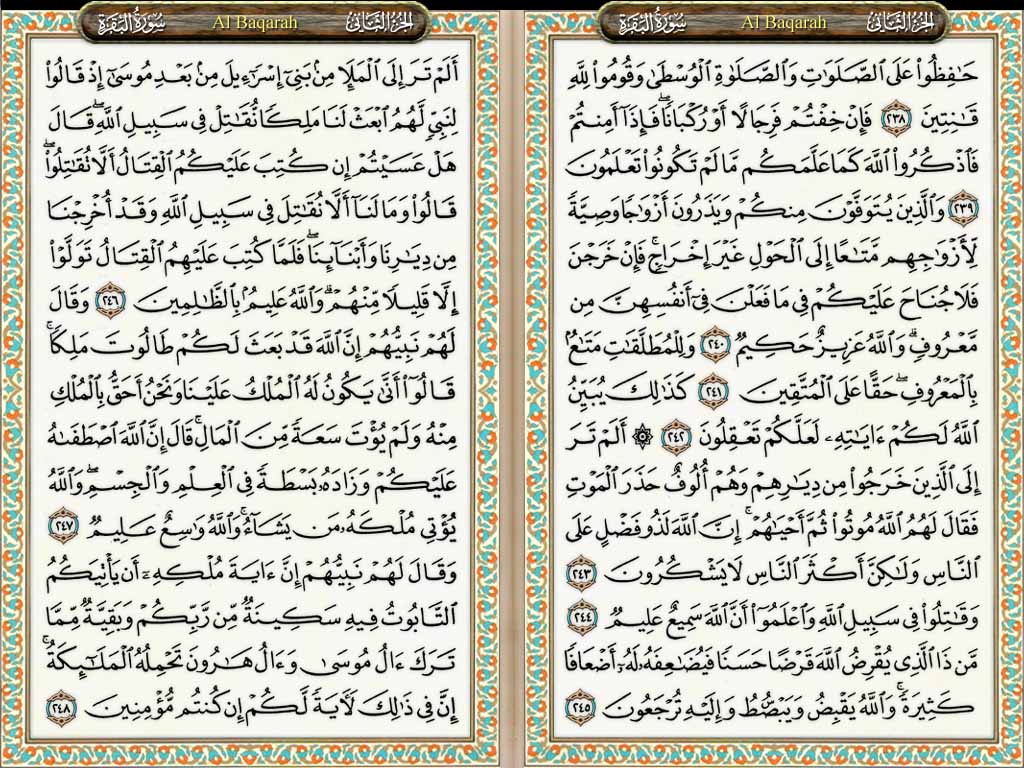 الجزء الثاني Al Baqarah سورة البقرة
حَٰفِظُوا۟ عَلَى ٱلصَّلَوَٰتِ وَٱلصَّلَوٰةِ ٱلْوُسْطَىٰ وَقُومُوا۟ لِلَّهِ
قَٰنِتِينَ ٢٣٨ فَإِنْ خِفْتُمْ فَرِجَالًا أَوْ رُكْبَانًا ۖ فَإِذَآ أَمِنتُمْ
فَٱذْكُرُوا۟ ٱللَّهَ كَمَا عَلَّمَكُم مَّا لَمْ تَكُونُوا۟ تَعْلَمُونَ
٢٣٩ وَٱلَّذِينَ يُتَوَفَّوْنَ مِنكُمْ وَيَذَرُونَ أَزْوَٰجًا وَصِيَّةً
لِّأَزْوَٰجِهِم مَّتَٰعًا إِلَى ٱلْحَوْلِ غَيْرَ إِخْرَاجٍ ۚ فَإِنْ خَرَجْنَ
فَلَا جُنَاحَ عَلَيْكُمْ فِى مَا فَعَلْنَ فِىٓ أَنفُسِهِنَّ مِن
مَّعْرُوفٍ ۗ وَٱللَّهُ عَزِيزٌ حَكِيمٌ ٢٤٠ وَلِلْمُطَلَّقَٰتِ مَتَٰعٌۢ
بِٱلْمَعْرُوفِ ۖ حَقًّا عَلَى ٱلْمُتَّقِينَ ٢٤١ كَذَٰلِكَ يُبَيِّنُ
ٱللَّهُ لَكُمْ ءَايَٰتِهِۦ لَعَلَّكُمْ تَعْقِلُونَ ٢٤٢ ۞ أَلَمْ تَرَ
إِلَى ٱلَّذِينَ خَرَجُوا۟ مِن دِيَٰرِهِمْ وَهُمْ أُلُوفٌ حَذَرَ ٱلْمَوْتِ
فَقَالَ لَهُمُ ٱللَّهُ مُوتُوا۟ ثُمَّ أَحْيَٰهُمْ ۚ إِنَّ ٱللَّهَ لَذُو فَضْلٍ عَلَى
ٱلنَّاسِ وَلَٰكِنَّ أَكْثَرَ ٱلنَّاسِ لَا يَشْكُرُونَ ٢٤٣
وَقَٰتِلُوا۟ فِى سَبِيلِ ٱللَّهِ وَٱعْلَمُوٓا۟ أَنَّ ٱللَّهَ سَمِيعٌ عَلِيمٌ ٢٤٤
مَّن ذَا ٱلَّذِى يُقْرِضُ ٱللَّهَ قَرْضًا حَسَنًا فَيُضَٰعِفَهُۥ لَهُۥٓ أَضْعَافًا
كَثِيرَةً ۚ وَٱللَّهُ يَقْبِضُ وَيَبْصُۜطُ وَإِلَيْهِ تُرْجَعُونَ ٢٤٥
الجزء الثاني Al Baqarah سورة البقرة
أَلَمْ تَرَ إِلَى ٱلْمَلَإِ مِنۢ بَنِىٓ إِسْرَٰٓءِيلَ مِنۢ بَعْدِ مُوسَىٰٓ إِذْ قَالُوا۟
لِنَبِىٍّ لَّهُمُ ٱبْعَثْ لَنَا مَلِكًا نُّقَٰتِلْ فِى سَبِيلِ ٱللَّهِ ۖ قَالَ
هَلْ عَسَيْتُمْ إِن كُتِبَ عَلَيْكُمُ ٱلْقِتَالُ أَلَّا تُقَٰتِلُوا۟ ۖ
قَالُوا۟ وَمَا لَنَآ أَلَّا نُقَٰتِلَ فِى سَبِيلِ ٱللَّهِ وَقَدْ أُخْرِجْنَا
مِن دِيَٰرِنَا وَأَبْنَآئِنَا ۖ فَلَمَّا كُتِبَ عَلَيْهِمُ ٱلْقِتَالُ تَوَلَّوْا۟
إِلَّا قَلِيلًا مِّنْهُمْ ۗ وَٱللَّهُ عَلِيمٌۢ بِٱلظَّٰلِمِينَ ٢٤٦ وَقَالَ
لَهُمْ نَبِيُّهُمْ إِنَّ ٱللَّهَ قَدْ بَعَثَ لَكُمْ طَالُوتَ مَلِكًا ۚ
قَالُوٓا۟ أَنَّىٰ يَكُونُ لَهُ ٱلْمُلْكُ عَلَيْنَا وَنَحْنُ أَحَقُّ بِٱلْمُلْكِ
مِنْهُ وَلَمْ يُؤْتَ سَعَةً مِّنَ ٱلْمَالِ ۚ قَالَ إِنَّ ٱللَّهَ ٱصْطَفَىٰهُ
عَلَيْكُمْ وَزَادَهُۥ بَسْطَةً فِى ٱلْعِلْمِ وَٱلْجِسْمِ ۖ وَٱللَّهُ
يُؤْتِى مُلْكَهُۥ مَن يَشَآءُ ۚ وَٱللَّهُ وَٰسِعٌ عَلِيمٌ ٢٤٧
وَقَالَ لَهُمْ نَبِيُّهُمْ إِنَّ ءَايَةَ مُلْكِهِۦٓ أَن يَأْتِيَكُمُ
ٱلتَّابُوتُ فِيهِ سَكِينَةٌ مِّن رَّبِّكُمْ وَبَقِيَّةٌ مِّمَّا
تَرَكَ ءَالُ مُوسَىٰ وَءَالُ هَٰرُونَ تَحْمِلُهُ ٱلْمَلَٰٓئِكَةُ ۚ
إِنَّ فِى ذَٰلِكَ لَءَايَةً لَّكُمْ إِن كُنتُم مُّؤْمِنِينَ ٢٤٨